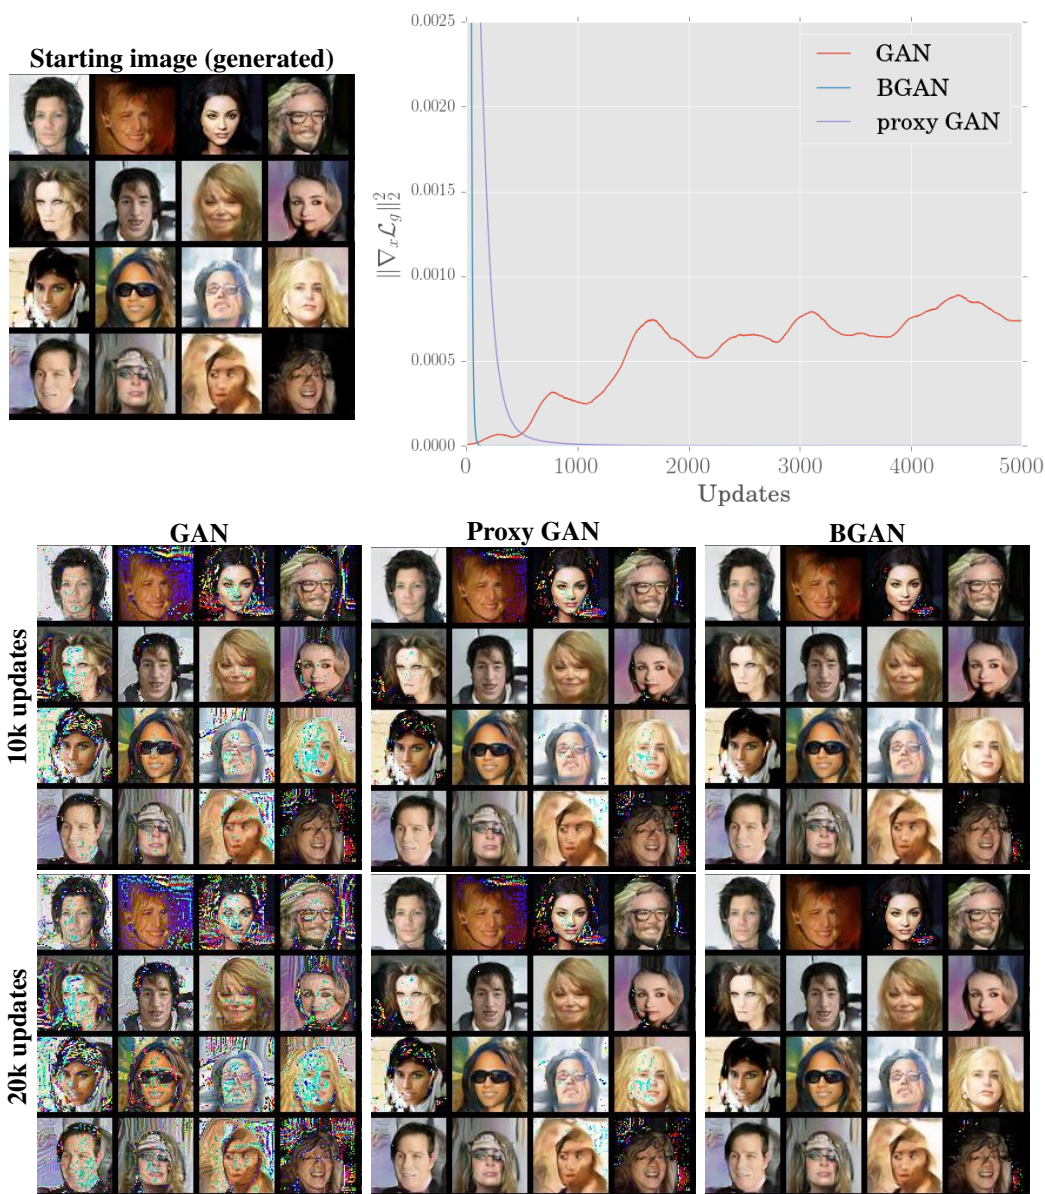 Starting image (generated)
0.0025
0.0020
0.0015
0.0010
0.0005
0.0000
||∇ₓℒ_g||₂²
GAN
BGAN
proxy GAN
0 1000 2000 3000 4000 5000
Updates
GAN Proxy GAN BGAN
10k updates
20k updates